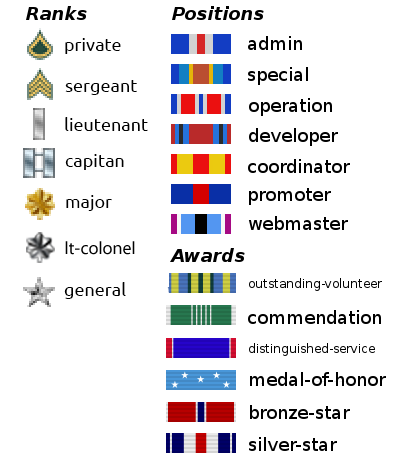 Ranks
private
sergeant
lieutenant
capitan
major
lt-colonel
general
Positions
admin
special
operation
developer
coordinator
promoter
webmaster
Awards
outstanding-volunteer
commendation
distinguished-service
medal-of-honor
bronze-star
silver-star